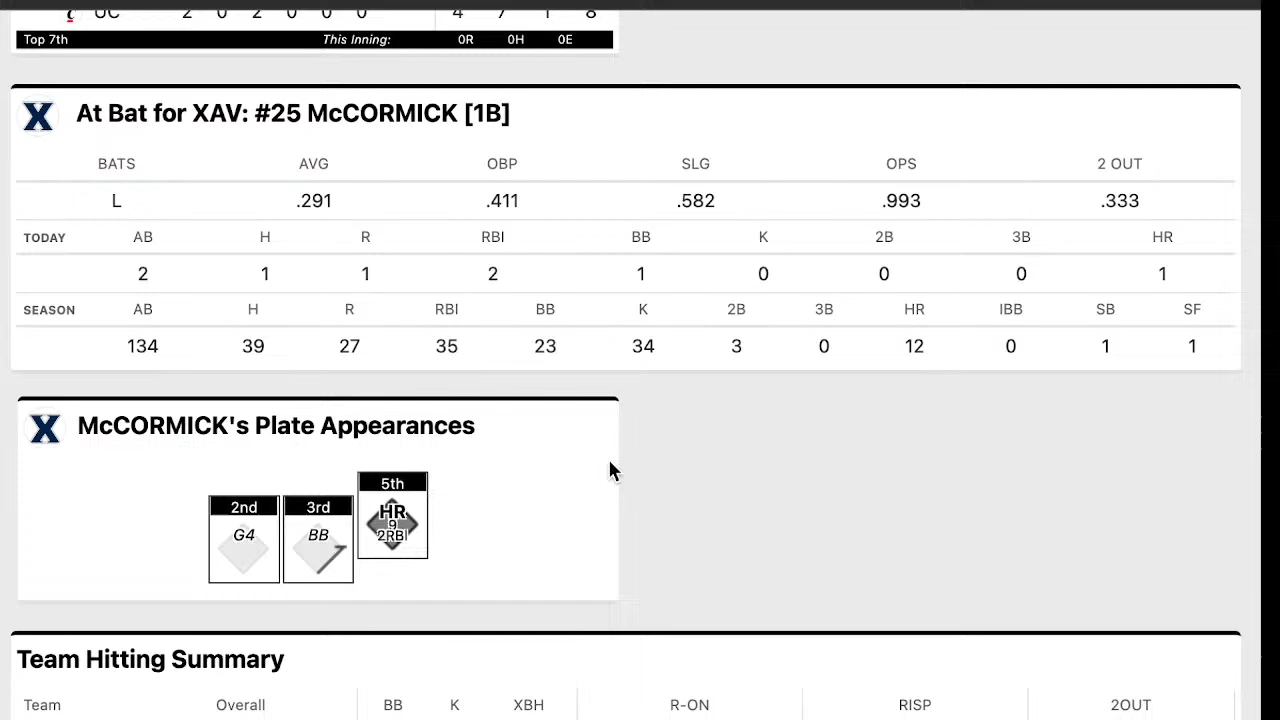 UC 2 0 2 0 0 0 4 7 1 8
Top 7th This Inning: 0R 0H 0E
X At Bat for XAV: #25 McCORMICK [1B]
BATS AVG OBP SLG OPS 2 OUT
L .291 .411 .582 .993 .333
TODAY AB H R RBI BB K 2B 3B HR
2 1 1 2 1 0 0 0 1
SEASON AB H R RBI BB K 2B 3B HR IBB SB SF
134 39 27 35 23 34 3 0 12 0 1 1
X McCORMICK's Plate Appearances
2nd 3rd 5th
G4 BB HR
9
2RBI
Team Hitting Summary
Team Overall BB K XBH R-ON RISP 2OUT